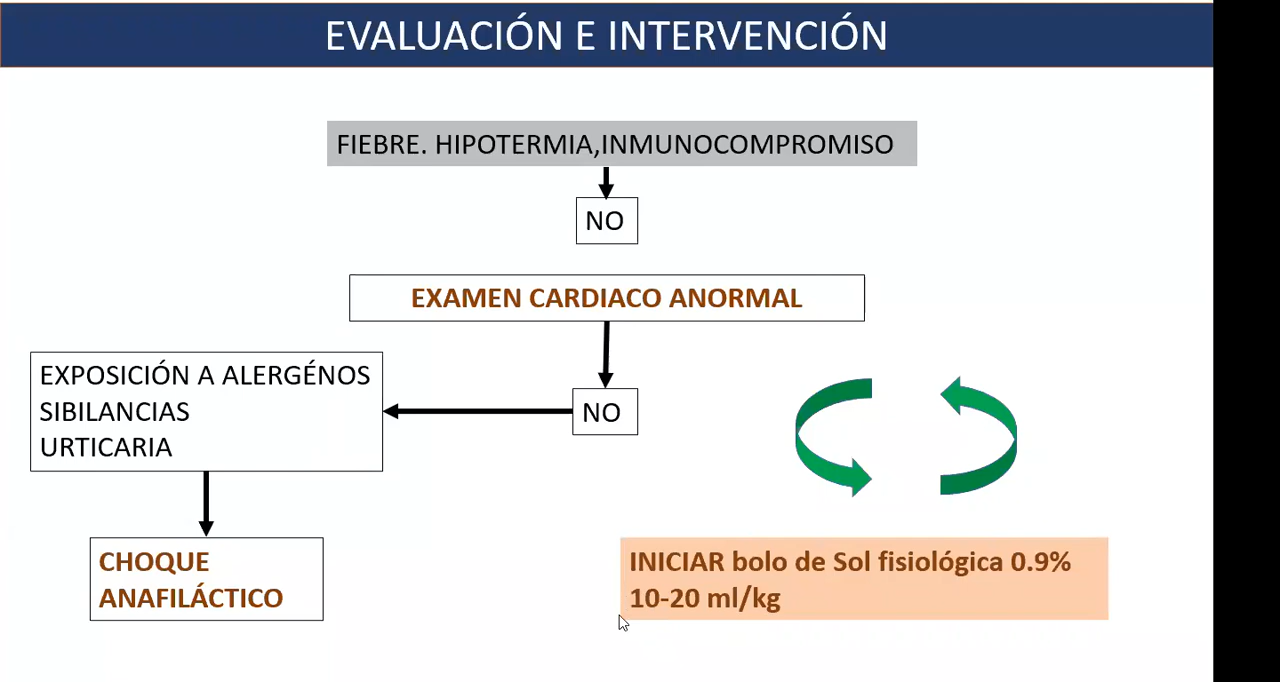 EVALUACIÓN E INTERVENCIÓN
FIEBRE. HIPOTERMIA,INMUNOCOMPROMISO
NO
EXAMEN CARDIACO ANORMAL
NO
EXPOSICIÓN A ALERGÉNOS
SIBILANCIAS
URTICARIA
CHOQUE
ANAFILÁCTICO
INICIAR bolo de Sol fisiológica 0.9%
10-20 ml/kg